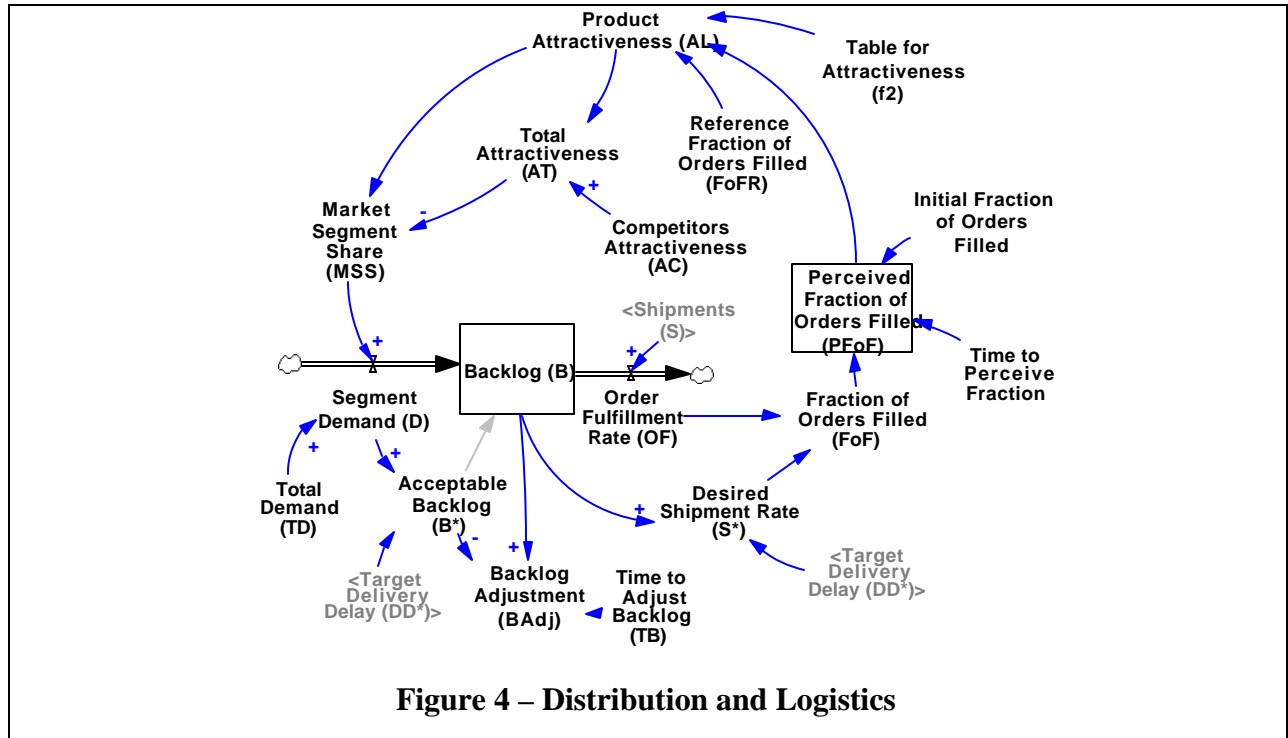 Product
Attractiveness (AL)
Table for
Attractiveness
(f2)
Reference
Fraction of
Orders Filled
(FoFR)
Total
Attractiveness
(AT)
+
-
Competitors
Attractiveness
(AC)
Market
Segment
Share
(MSS)
Initial Fraction
of Orders
Filled
Perceived
Fraction of
Orders Filled
(PFoF)
<Shipments
(S)>
+
+
Time to
Perceive
Fraction
Backlog (B)
Segment
Demand (D)
Order
Fulfillment
Rate (OF)
Fraction of
Orders Filled
(FoF)
+
+
Total
Demand
(TD)
Acceptable
Backlog
(B*)
Desired
Shipment Rate
(S*)
+
-
+
<Target
Delivery
Delay (DD*)>
Backlog
Adjustment
(BAdj)
Time to
Adjust
Backlog
(TB)
<Target
Delivery
Delay (DD*)>
Figure 4 – Distribution and Logistics